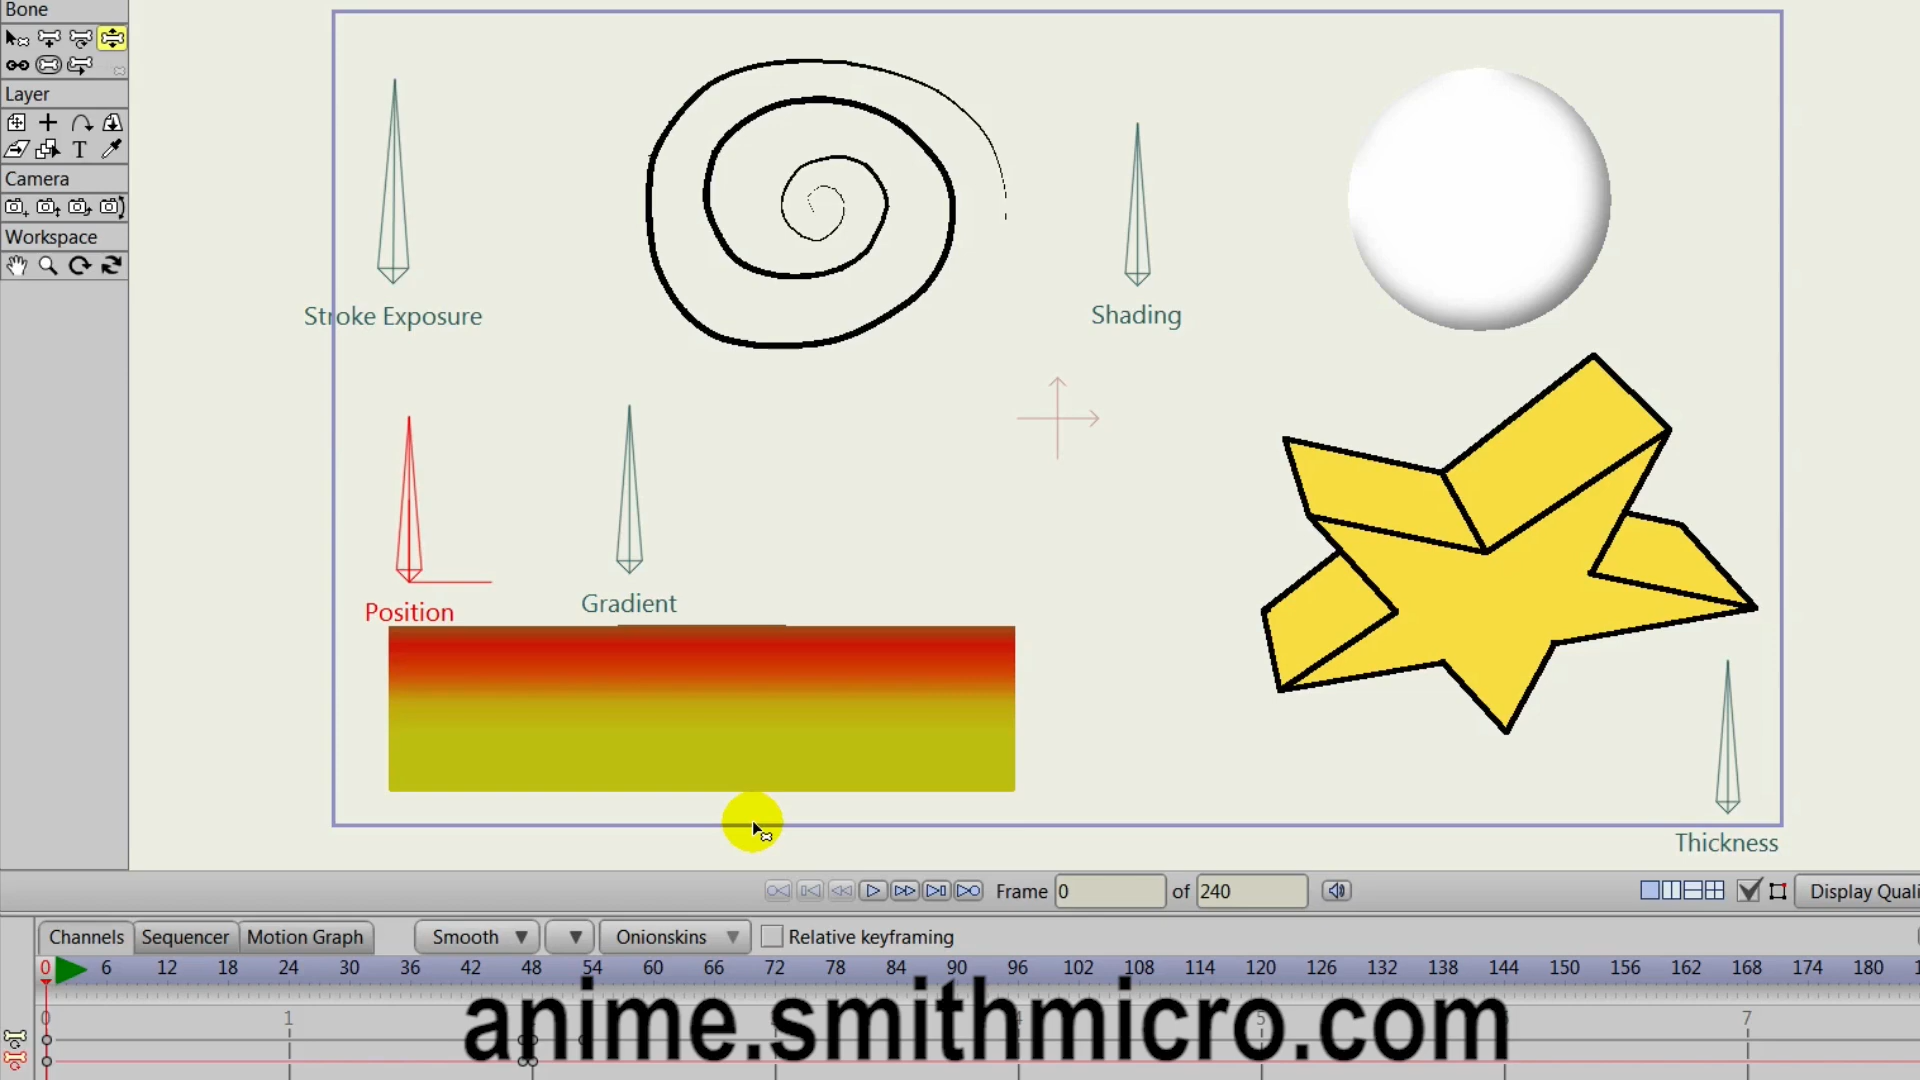 Bone
Layer
T
Camera
Workspace
Stroke Exposure
Shading
Position
Gradient
Thickness
Frame 0 of 240
Display Quali
Channels Sequencer Motion Graph Smooth Onionskins Relative keyframing
0 6 12 18 24 30 36 42 48 54 60 66 72 78 84 90 96 102 108 114 120 126 132 138 144 150 156 162 168 174 180
0 1 4 5 7
anime.smithmicro.com